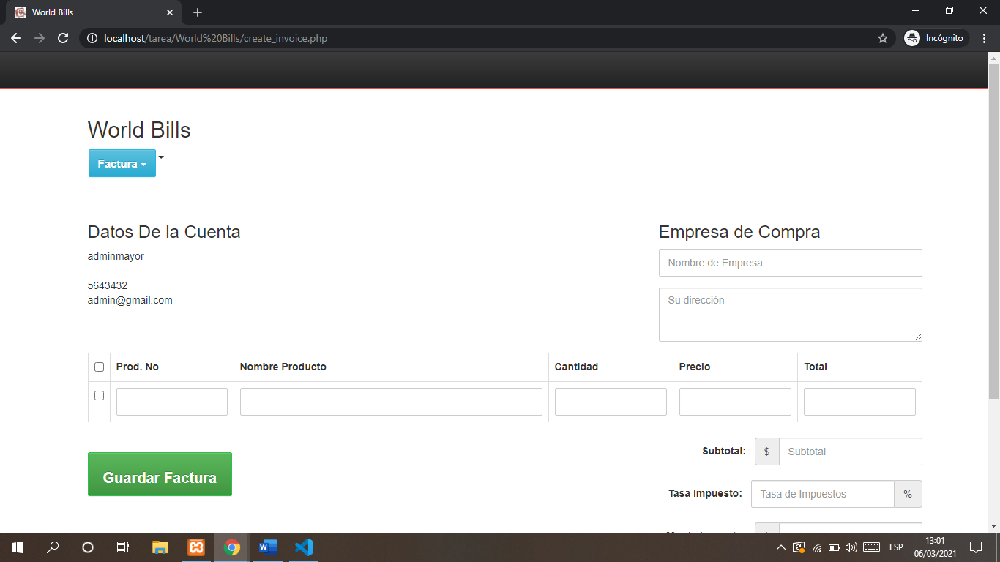 World Bills
localhost/tarea/World%20Bills/create_invoice.php
Incógnito
World Bills
Factura
Datos De la Cuenta
adminmayor
5643432
admin@gmail.com
Empresa de Compra
Nombre de Empresa
Su dirección
Prod. No Nombre Producto Cantidad Precio Total
Guardar Factura
Subtotal: $ Subtotal
Tasa Impuesto: Tasa de Impuestos %
ESP
13:01
06/03/2021